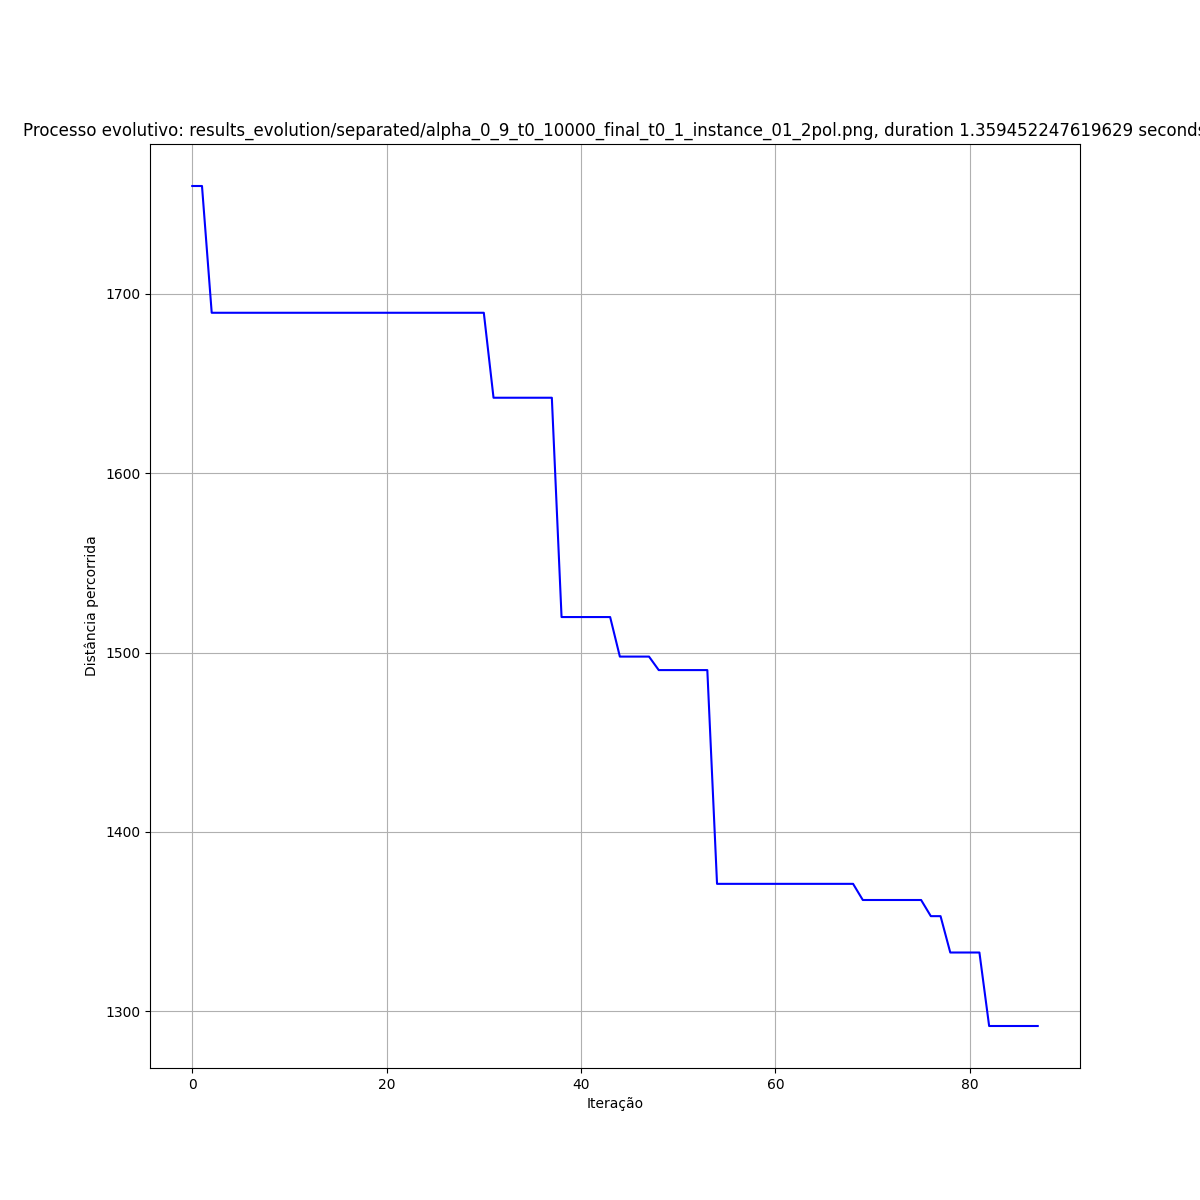 Processo evolutivo: results_evolution/separated/alpha_0_9_t0_10000_final_t0_1_instance_01_2pol.png, duration 1.359452247619629 seconds
1700
1600
1500
1400
1300
Distância percorrida
0 20 40 60 80
Iteração